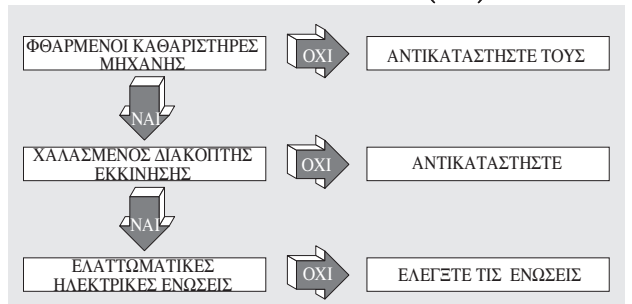 ΦΘΑΡΜΕΝΟΙ ΚΑΘΑΡΙΣΤΗΡΕΣ
ΜΗΧΑΝΗΣ
ΟΧΙ
ΑΝΤΙΚΑΤΑΣΤΗΣΤΕ ΤΟΥΣ
ΝΑΙ
ΧΑΛΑΣΜΕΝΟΣ ΔΙΑΚΟΠΤΗΣ
ΕΚΚΙΝΗΣΗΣ
ΟΧΙ
ΑΝΤΙΚΑΤΑΣΤΗΣΤΕ
ΝΑΙ
ΕΛΑΤΤΩΜΑΤΙΚΕΣ
ΗΛΕΚΤΡΙΚΕΣ ΕΝΩΣΕΙΣ
ΟΧΙ
ΕΛΕΓΞΤΕ ΤΙΣ ΕΝΩΣΕΙΣ